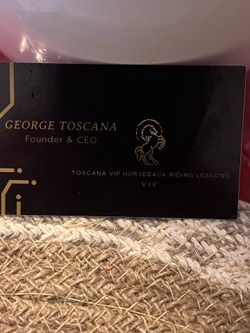 GEORGE TOSCANA
Founder & CEO
TOSCANA VIP HORSEBACK RIDING LESSONS
VIP